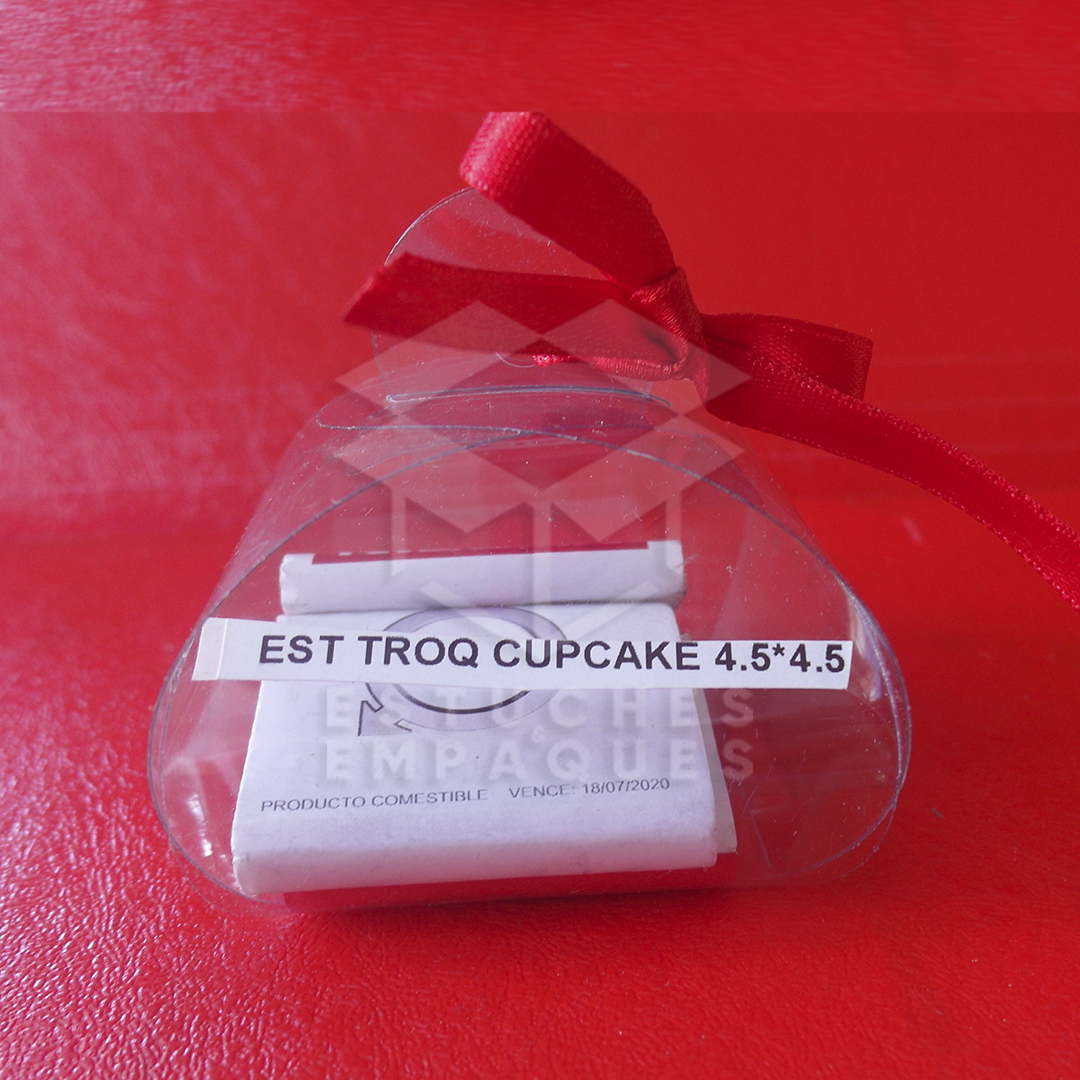 EST TROQ CUPCAKE 4.5*4.5
ESTUCHES
&
EMPAQUES
PRODUCTO COMESTIBLE VENCE: 18/07/2020